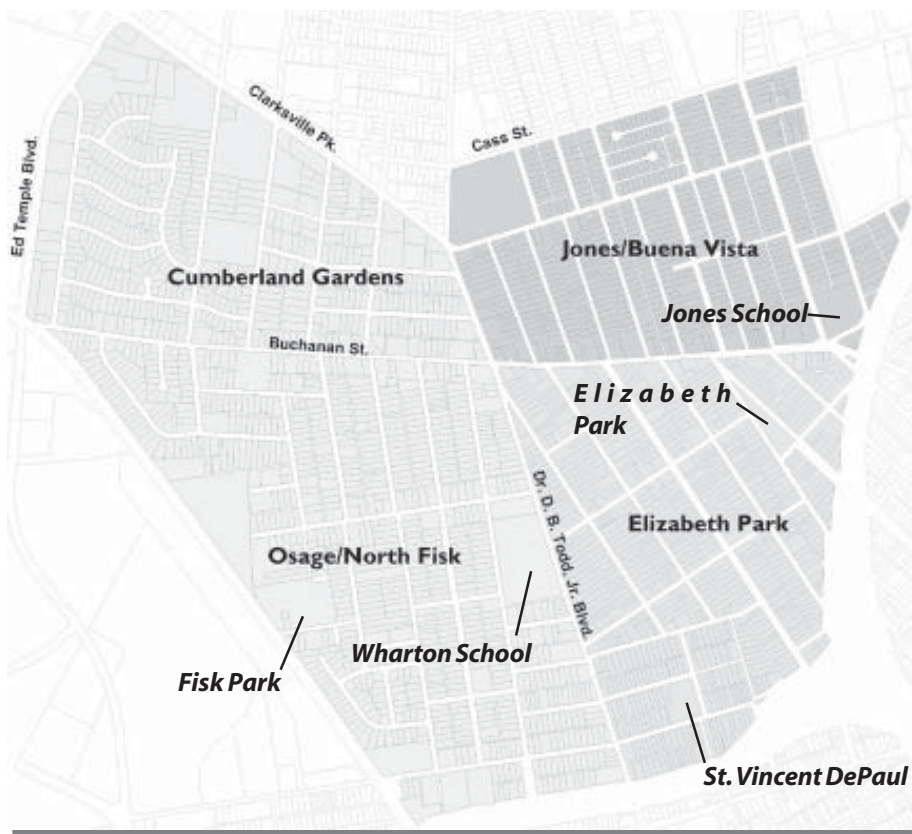 Clarksville Pk.
Cass St.
Ed Temple Blvd.
Jones/Buena Vista
Cumberland Gardens
Jones School
Buchanan St.
Elizabeth
Park
Dr. D. B. Todd, Jr. Blvd.
Elizabeth Park
Osage/North Fisk
Wharton School
Fisk Park
St. Vincent DePaul